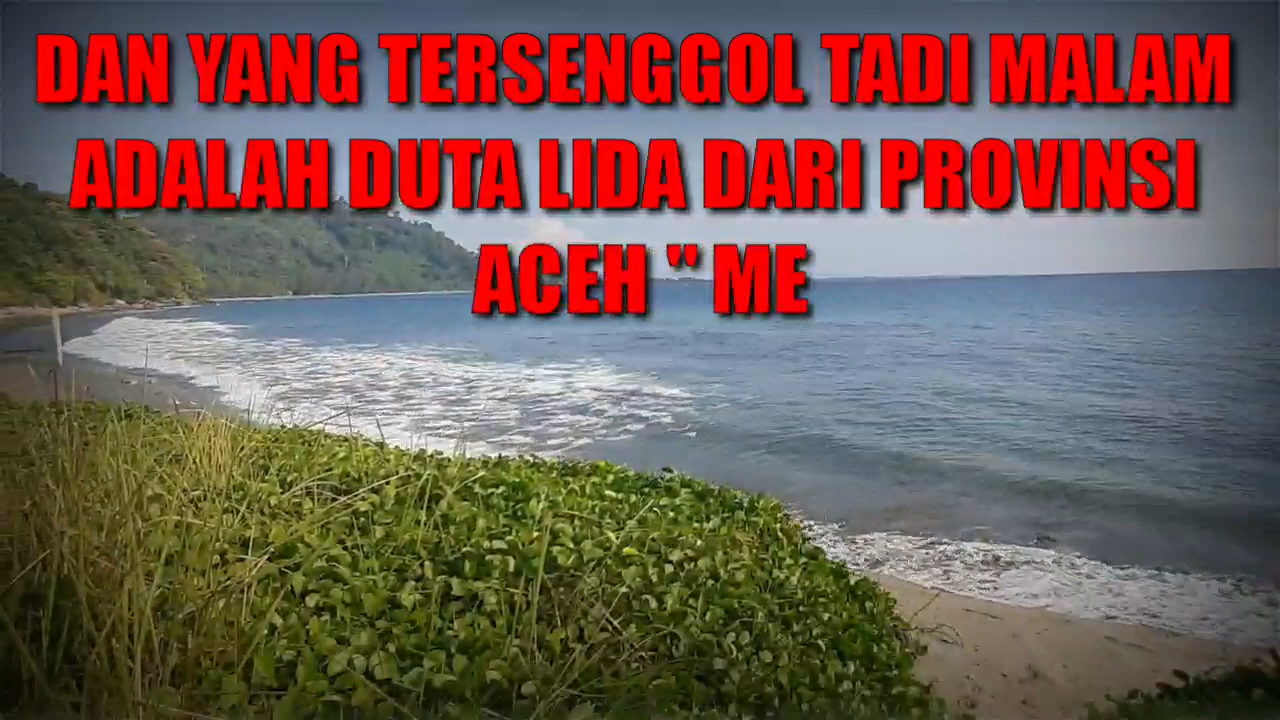 DAN YANG TERSENGGOL TADI MALAM
ADALAH DUTA LIDA DARI PROVINSI
ACEH " ME